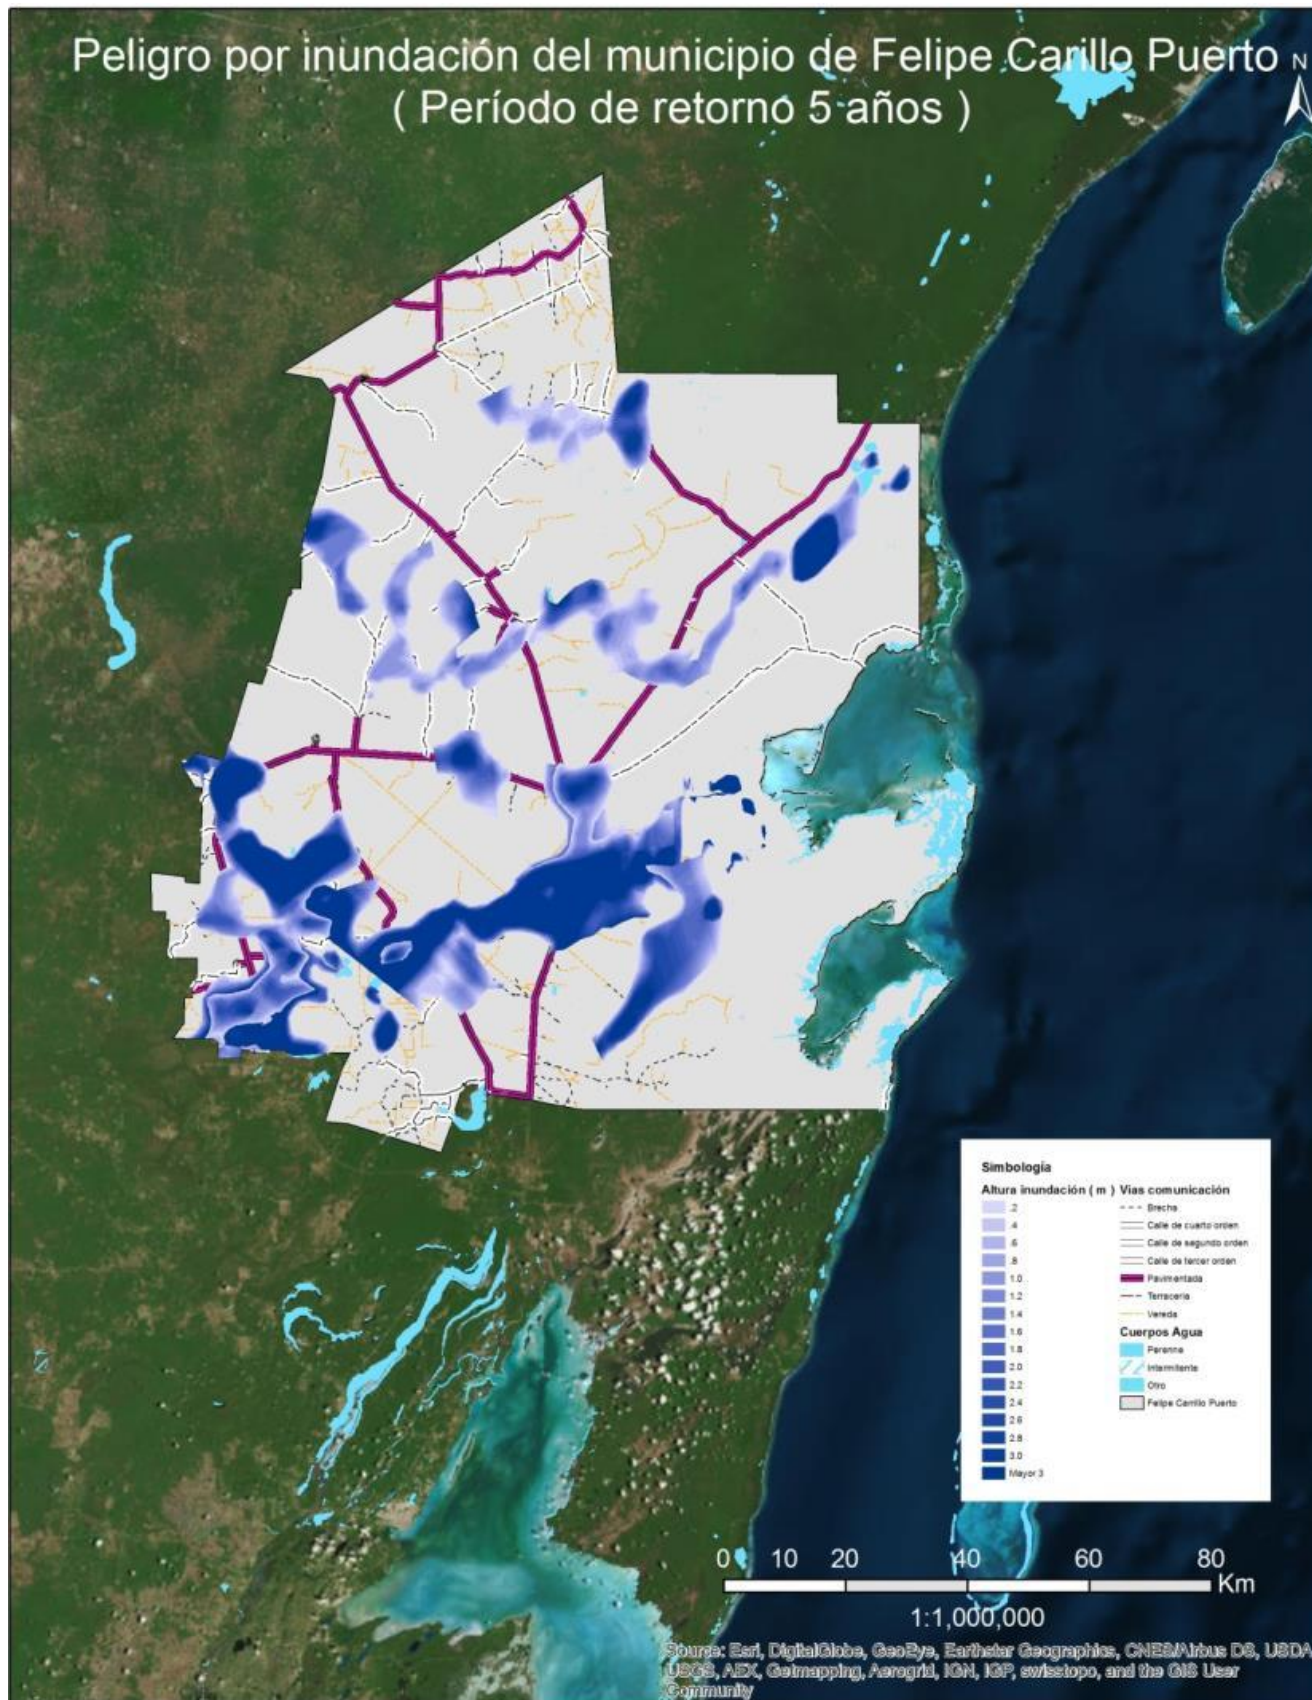 Peligro por inundación del municipio de Felipe Carillo Puerto
( Período de retorno 5 años )
N
Simbología
Altura inundación ( m )
.2
.4
.6
.8
1.0
1.2
1.4
1.6
1.8
2.0
2.2
2.4
2.6
2.8
3.0
Mayor 3
Vias comunicación
Brecha
Calle de cuarto orden
Calle de segundo orden
Calle de tercer orden
Pavimentada
Terraceria
Vereda
Cuerpos Agua
Perenne
Intermitente
Otro
Felipe Carrillo Puerto
0 10 20 40 60 80
Km
1:1,000,000
Source: Esri, DigitalGlobe, GeoEye, Earthstar Geographics, CNES/Airbus DS, USDA,
USGS, AEX, Getmapping, Aerogrid, IGN, IGP, swisstopo, and the GIS User
Community